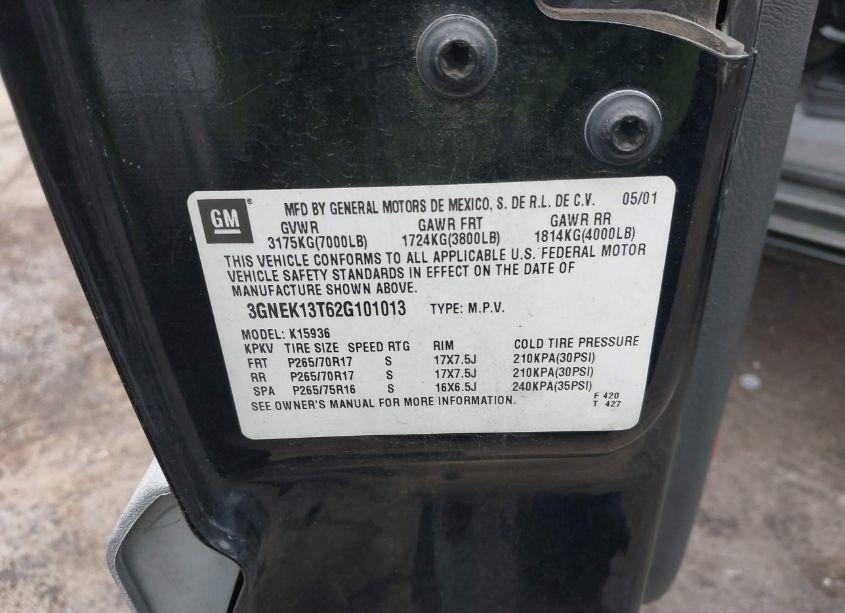 GM ® MFD BY GENERAL MOTORS DE MEXICO, S. DE R.L. DE C.V. 05/01
GVWR GAWR FRT GAWR RR
3175KG(7000LB) 1724KG(3800LB) 1814KG(4000LB)
THIS VEHICLE CONFORMS TO ALL APPLICABLE U.S. FEDERAL MOTOR
VEHICLE SAFETY STANDARDS IN EFFECT ON THE DATE OF
MANUFACTURE SHOWN ABOVE.
3GNEK13T62G101013 TYPE: M.P.V.
MODEL: K15936
KPKV TIRE SIZE SPEED RTG RIM COLD TIRE PRESSURE
FRT P265/70R17 S 17X7.5J 210KPA(30PSI)
RR P265/70R17 S 17X7.5J 210KPA(30PSI)
SPA P265/75R16 S 16X6.5J 240KPA(35PSI)
SEE OWNER'S MANUAL FOR MORE INFORMATION.
F 420
T 427